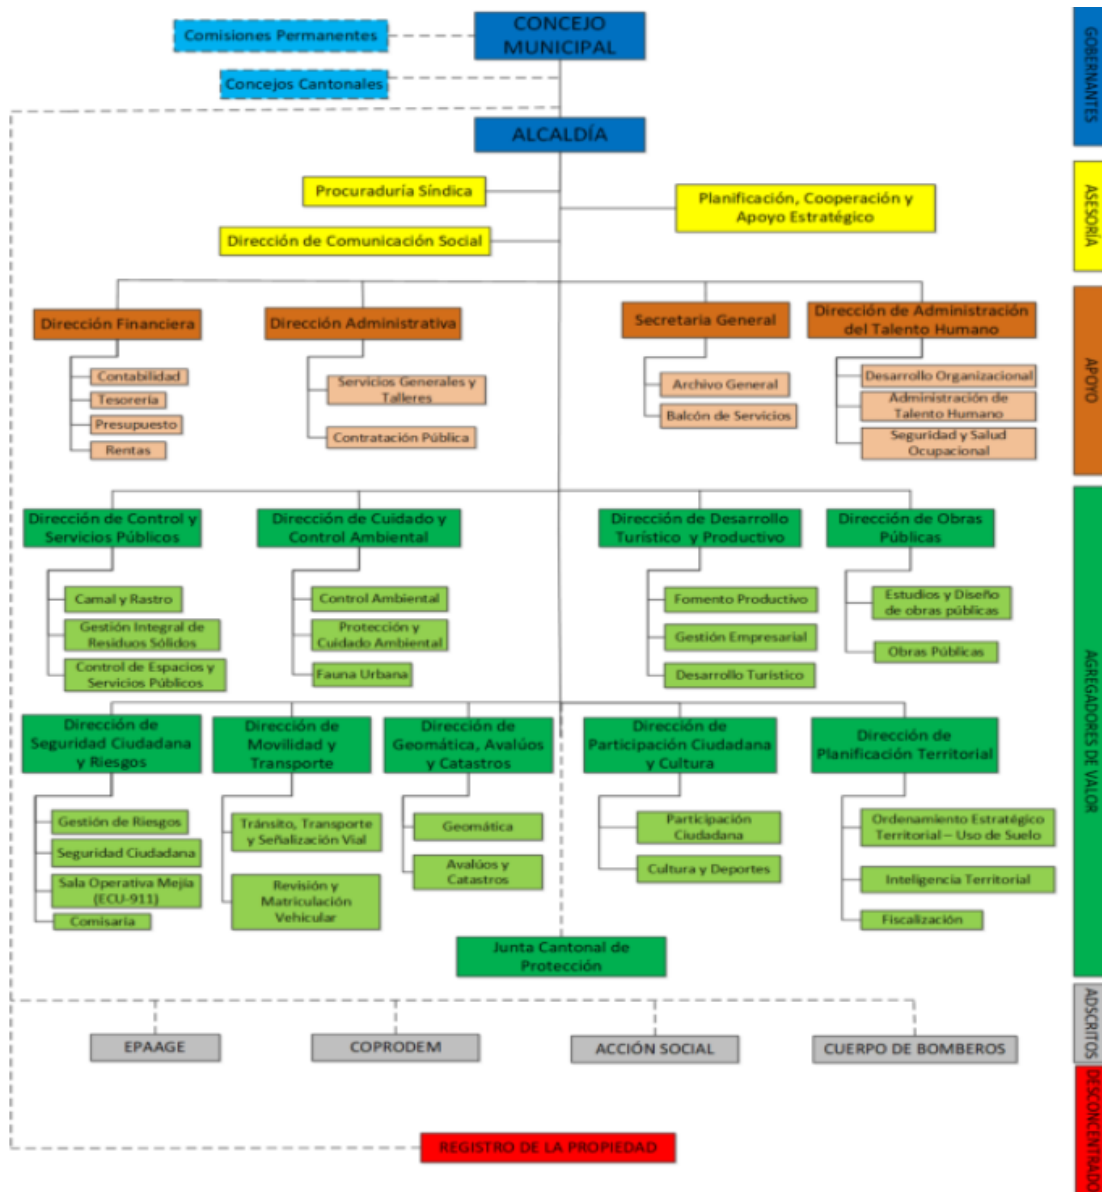 CONCEJO
MUNICIPAL
Comisiones Permanentes
Concejos Cantonales
ALCALDÍA
GOBERNANTES
Procuraduría Síndica
Planificación, Cooperación y
Apoyo Estratégico
Dirección de Comunicación Social
ASESORÍA
Dirección Financiera
Contabilidad
Tesorería
Presupuesto
Rentas
Dirección Administrativa
Servicios Generales y
Talleres
Contratación Pública
Secretaria General
Archivo General
Balcón de Servicios
Dirección de Administración
del Talento Humano
Desarrollo Organizacional
Administración de
Talento Humano
Seguridad y Salud
Ocupacional
APOYO
Dirección de Control y
Servicios Públicos
Camal y Rastro
Gestión Integral de
Residuos Sólidos
Control de Espacios y
Servicios Públicos
Dirección de Cuidado y
Control Ambiental
Control Ambiental
Protección y
Cuidado Ambiental
Fauna Urbana
Dirección de Desarrollo
Turístico y Productivo
Fomento Productivo
Gestión Empresarial
Desarrollo Turístico
Dirección de Obras
Públicas
Estudios y Diseño
de obras públicas
Obras Públicas
Dirección de
Seguridad Ciudadana
y Riesgos
Gestión de Riesgos
Seguridad Ciudadana
Sala Operativa Mejía
(ECU-911)
Comisaría
Dirección de
Movilidad y
Transporte
Tránsito, Transporte
y Señalización Vial
Revisión y
Matriculación
Vehicular
Dirección de
Geomática, Avalúos
y Catastros
Geomática
Avalúos y
Catastros
Dirección de
Participación Ciudadana
y Cultura
Participación
Ciudadana
Cultura y Deportes
Dirección de
Planificación Territorial
Ordenamiento Estratégico
Territorial – Uso de Suelo
Inteligencia Territorial
Fiscalización
Junta Cantonal de
Protección
AGREGADORES DE VALOR
EPAAGE
COPRODEM
ACCIÓN SOCIAL
CUERPO DE BOMBEROS
ADSCRITOS
REGISTRO DE LA PROPIEDAD
DESCONCENTRADO